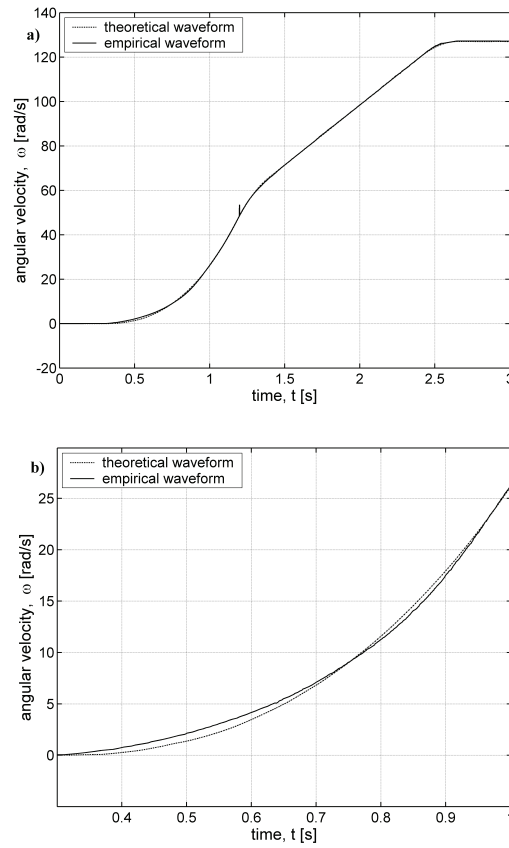 a)
theoretical waveform
empirical waveform
angular velocity, ω [rad/s]
140
120
100
80
60
40
20
0
-20
0
0.5
1
1.5
2
2.5
3
time, t [s]
b)
theoretical waveform
empirical waveform
angular velocity, ω [rad/s]
25
20
15
10
5
0
0.4
0.5
0.6
0.7
0.8
0.9
time, t [s]